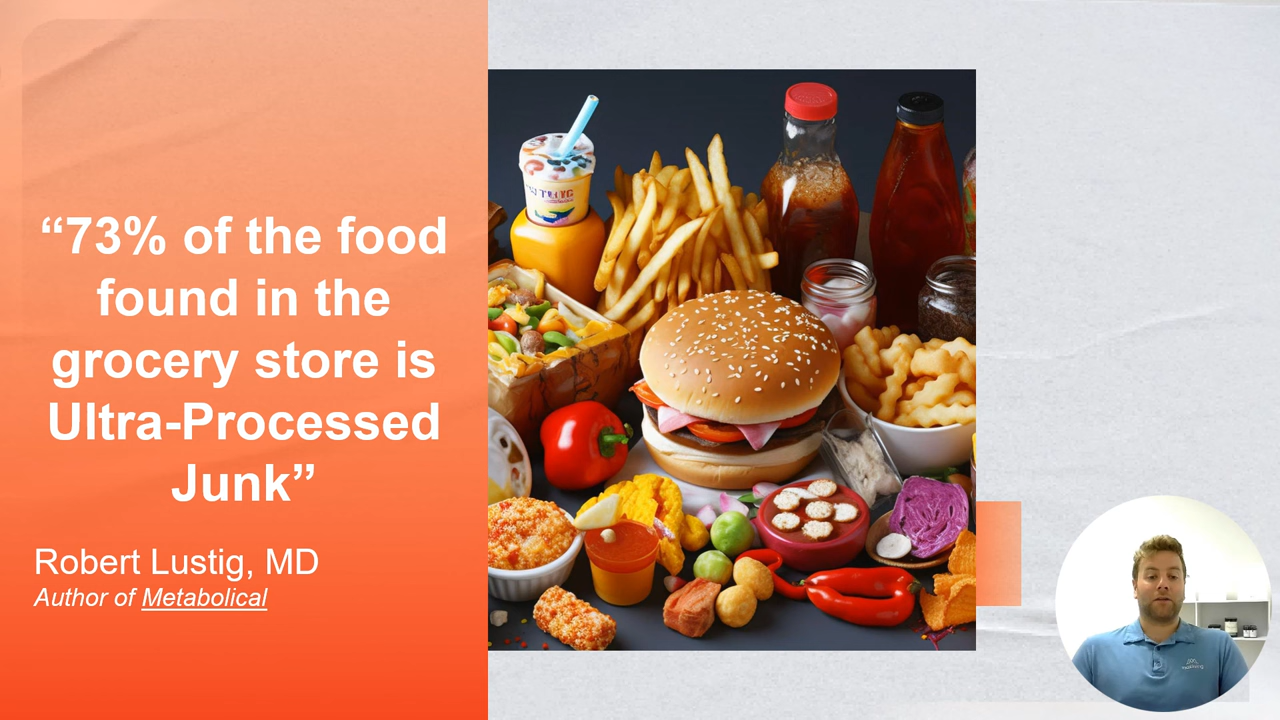 “73% of the food
found in the
grocery store is
Ultra-Processed
Junk”
Robert Lustig, MD
Author of Metabolical